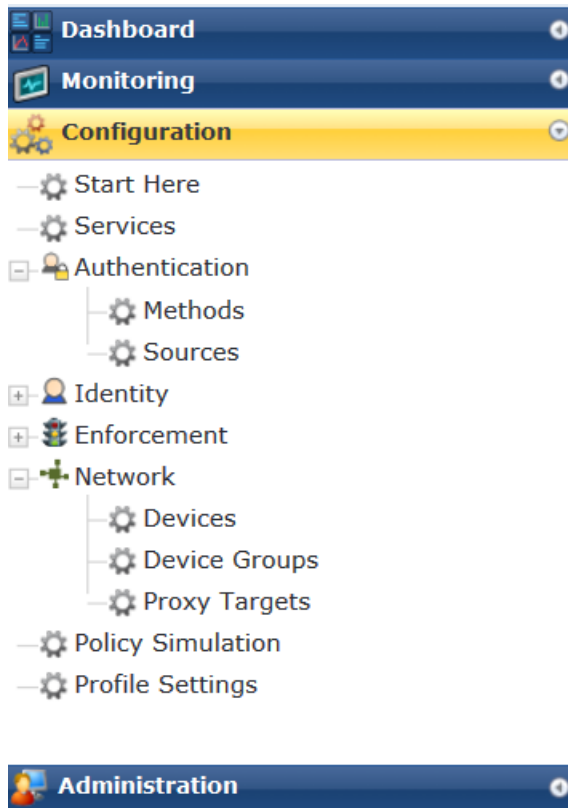 Dashboard
Monitoring
Configuration
Start Here
Services
Authentication
Methods
Sources
Identity
Enforcement
Network
Devices
Device Groups
Proxy Targets
Policy Simulation
Profile Settings
Administration